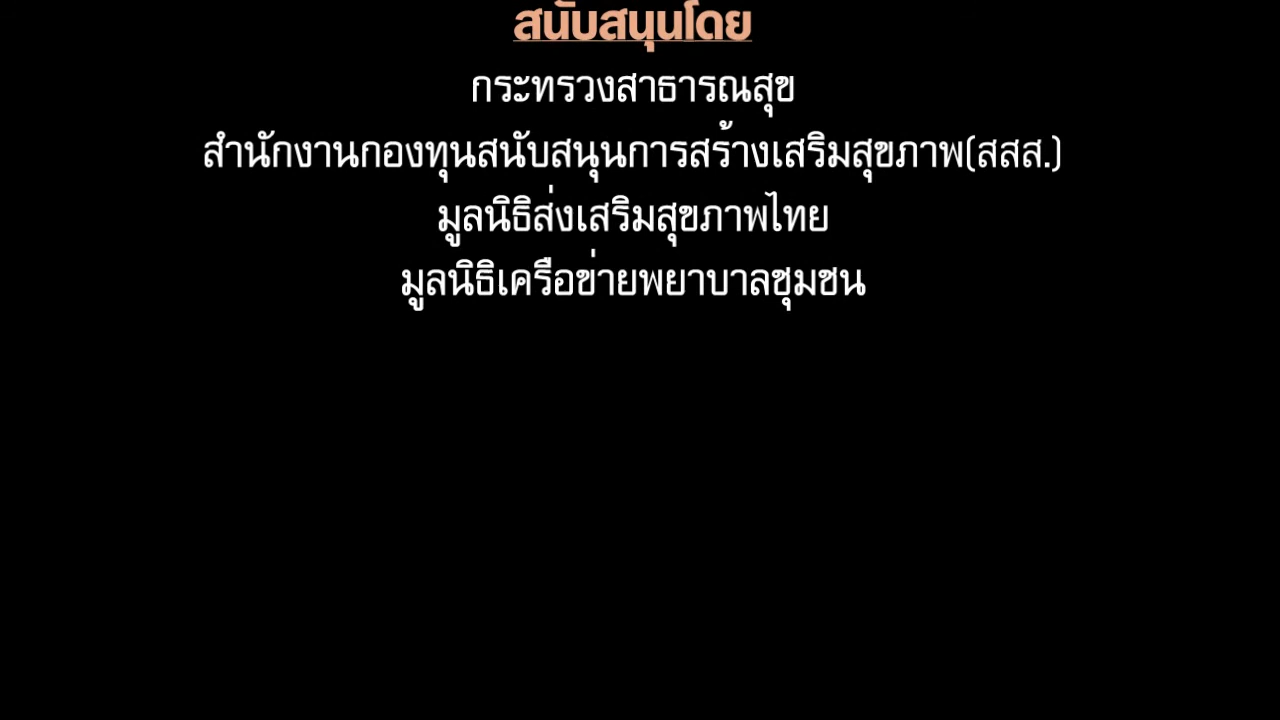 สนับสนุนโดย
กระทรวงสาธารณสุข
สำนักงานกองทุนสนับสนุนการสร้างเสริมสุขภาพ(สสส.)
มูลนิธิส่งเสริมสุขภาพไทย
มูลนิธิเครือข่ายพยาบาลชุมชน